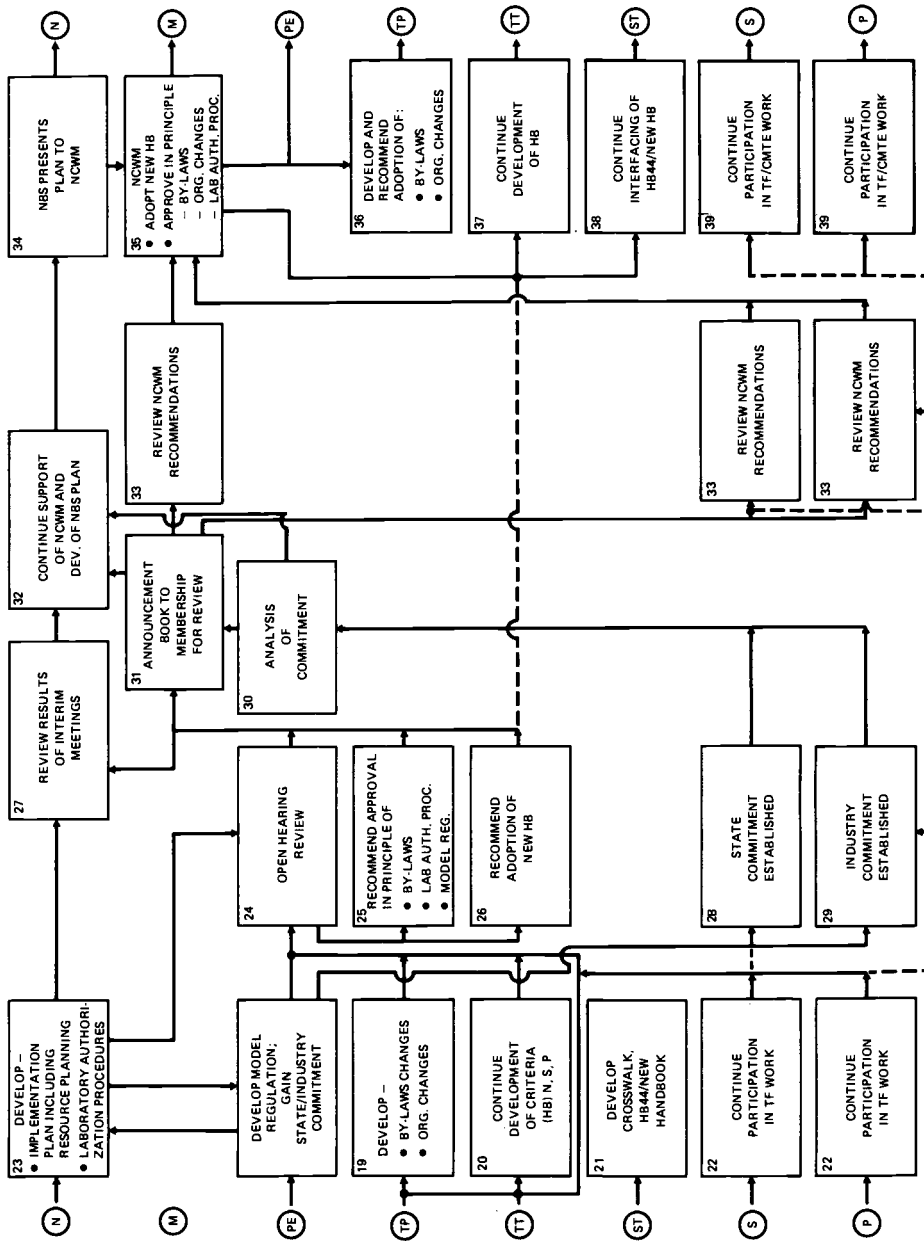 N
DEVELOP –
23
● IMPLEMENTATION
PLAN INCLUDING
RESOURCE PLANNING
● LABORATORY AUTHORI-
ZATION PROCEDURES
27
REVIEW RESULTS
OF INTERIM
MEETINGS
32
CONTINUE SUPPORT
OF NCWM AND
DEV. OF NBS PLAN
34
NBS PRESENTS
PLAN TO
NCWM
N
M
31
ANNOUNCEMENT
BOOK TO
MEMBERSHIP
FOR REVIEW
33
REVIEW NCWM
RECOMMENDATIONS
NCWM
35
● ADOPT NEW HB
● APPROVE IN PRINCIPLE
– BY-LAWS
– ORG. CHANGES
– LAB AUTH. PROC.
M
PE
DEVELOP MODEL
REGULATION;
GAIN
STATE/INDUSTRY
COMMITMENT
24
OPEN HEARING
REVIEW
30
ANALYSIS
OF
COMMITMENT
PE
TP
19
DEVELOP –
● BY-LAWS CHANGES
● ORG. CHANGES
25
RECOMMEND APPROVAL
IN PRINCIPLE OF
● BY-LAWS
● LAB AUTH. PROC.
● MODEL REG.
36
DEVELOP AND
RECOMMEND
ADOPTION OF:
● BY-LAWS
● ORG. CHANGES
TP
TT
20
CONTINUE
DEVELOPMENT
OF CRITERIA
(HB) N, S, P
26
RECOMMEND
ADOPTION OF
NEW HB
37
CONTINUE
DEVELOPMENT
OF HB
TT
ST
21
DEVELOP
CROSSWALK,
HB44/NEW
HANDBOOK
38
CONTINUE
INTERFACING OF
HB44/NEW HB
ST
S
22
CONTINUE
PARTICIPATION
IN TF WORK
28
STATE
COMMITMENT
ESTABLISHED
33
REVIEW NCWM
RECOMMENDATIONS
39
CONTINUE
PARTICIPATION
IN TF/CMTE WORK
S
P
22
CONTINUE
PARTICIPATION
IN TF WORK
29
INDUSTRY
COMMITMENT
ESTABLISHED
33
REVIEW NCWM
RECOMMENDATIONS
39
CONTINUE
PARTICIPATION
IN TF/CMTE WORK
P